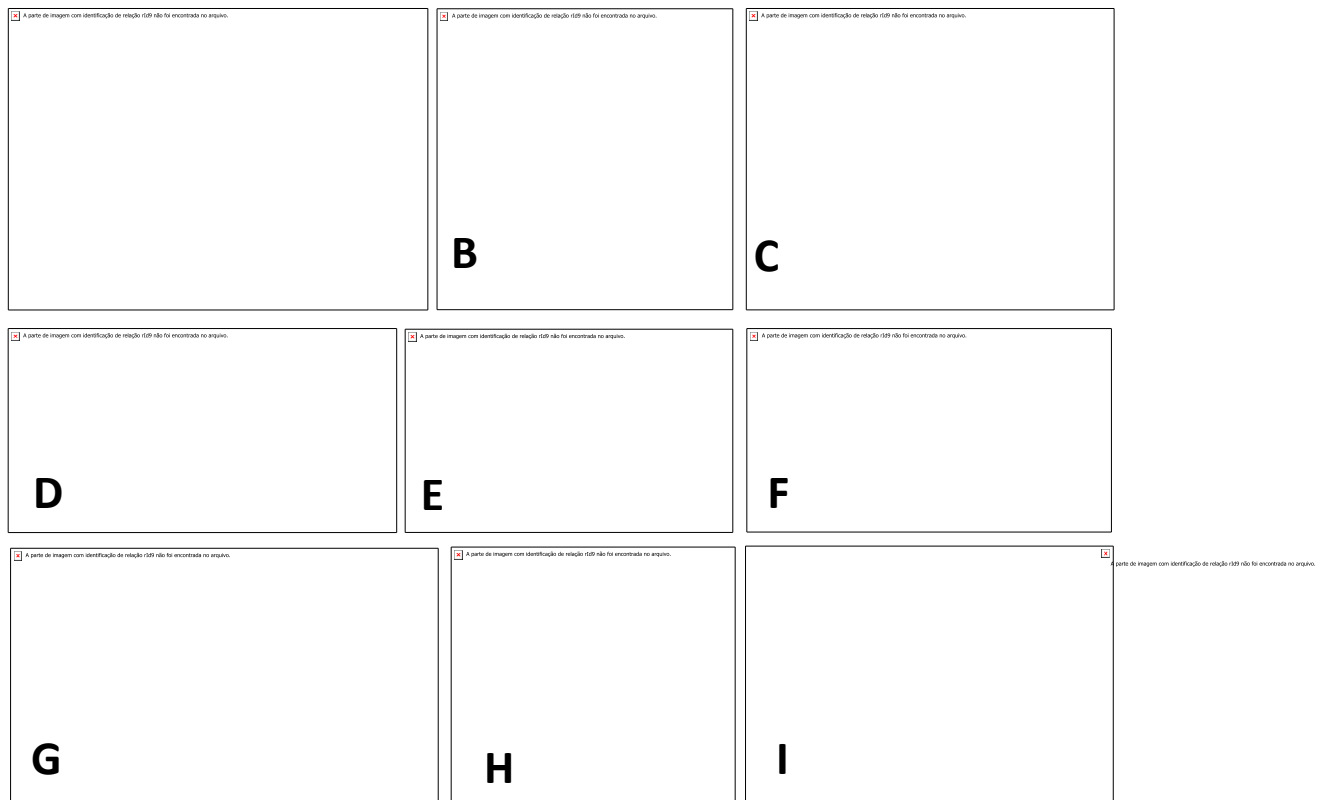 A parte de imagem com identificação de relação rId9 não foi encontrada no arquivo.
A parte de imagem com identificação de relação rId9 não foi encontrada no arquivo.
A parte de imagem com identificação de relação rId9 não foi encontrada no arquivo.
B
C
A parte de imagem com identificação de relação rId9 não foi encontrada no arquivo.
A parte de imagem com identificação de relação rId9 não foi encontrada no arquivo.
A parte de imagem com identificação de relação rId9 não foi encontrada no arquivo.
D
E
F
A parte de imagem com identificação de relação rId9 não foi encontrada no arquivo.
A parte de imagem com identificação de relação rId9 não foi encontrada no arquivo.
A parte de imagem com identificação de relação rId9 não foi encontrada no arquivo.
G
H
I